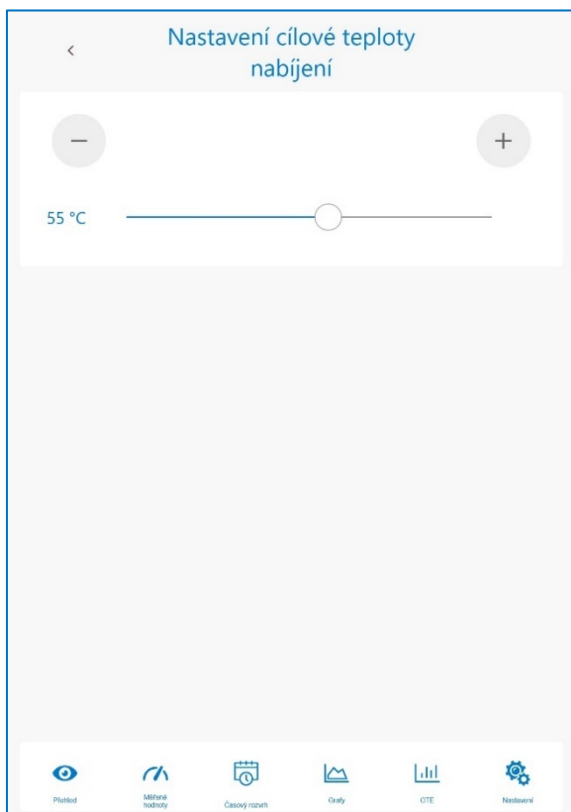 Nastavení cílové teploty
nabíjení
55 °C
Přehled
Měřené
hodnoty
Časový rozvrh
Grafy
OTE
Nastavení